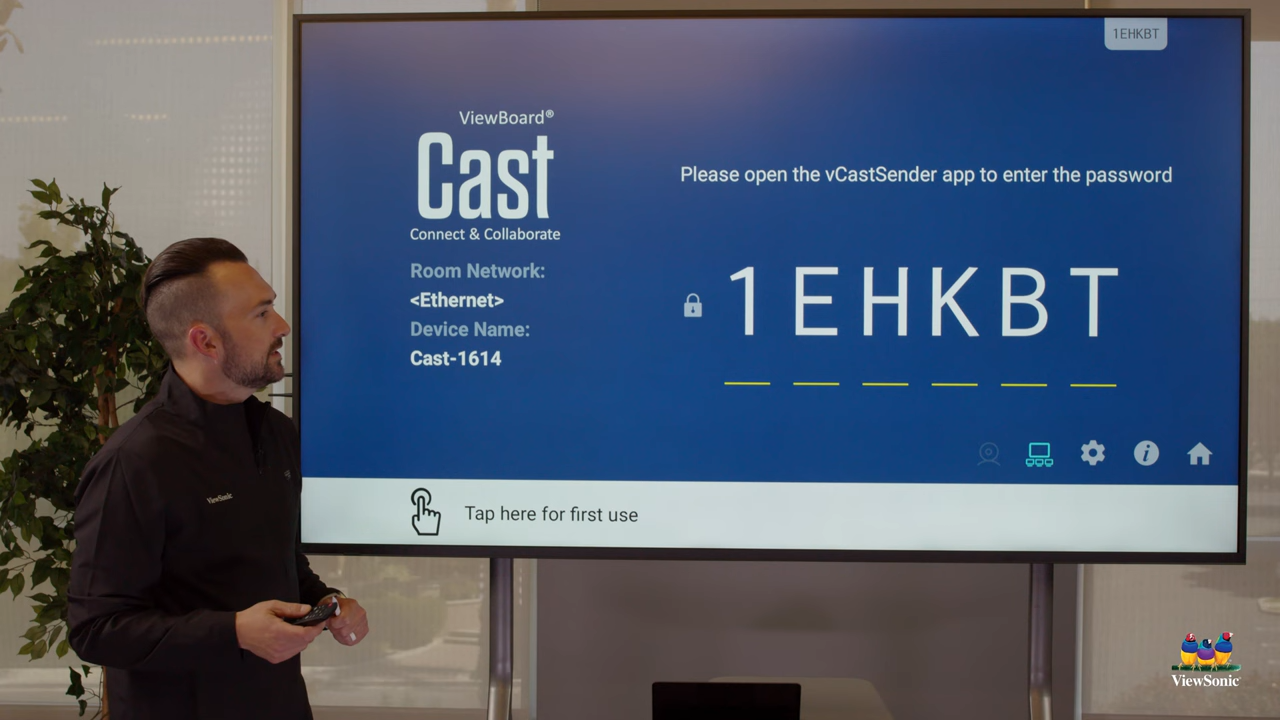 1EHKBT
ViewBoard®
Cast
Connect & Collaborate
Room Network:
<Ethernet>
Device Name:
Cast-1614
Please open the vCastSender app to enter the password
1EHKBT
Tap here for first use
ViewSonic
ViewSonic